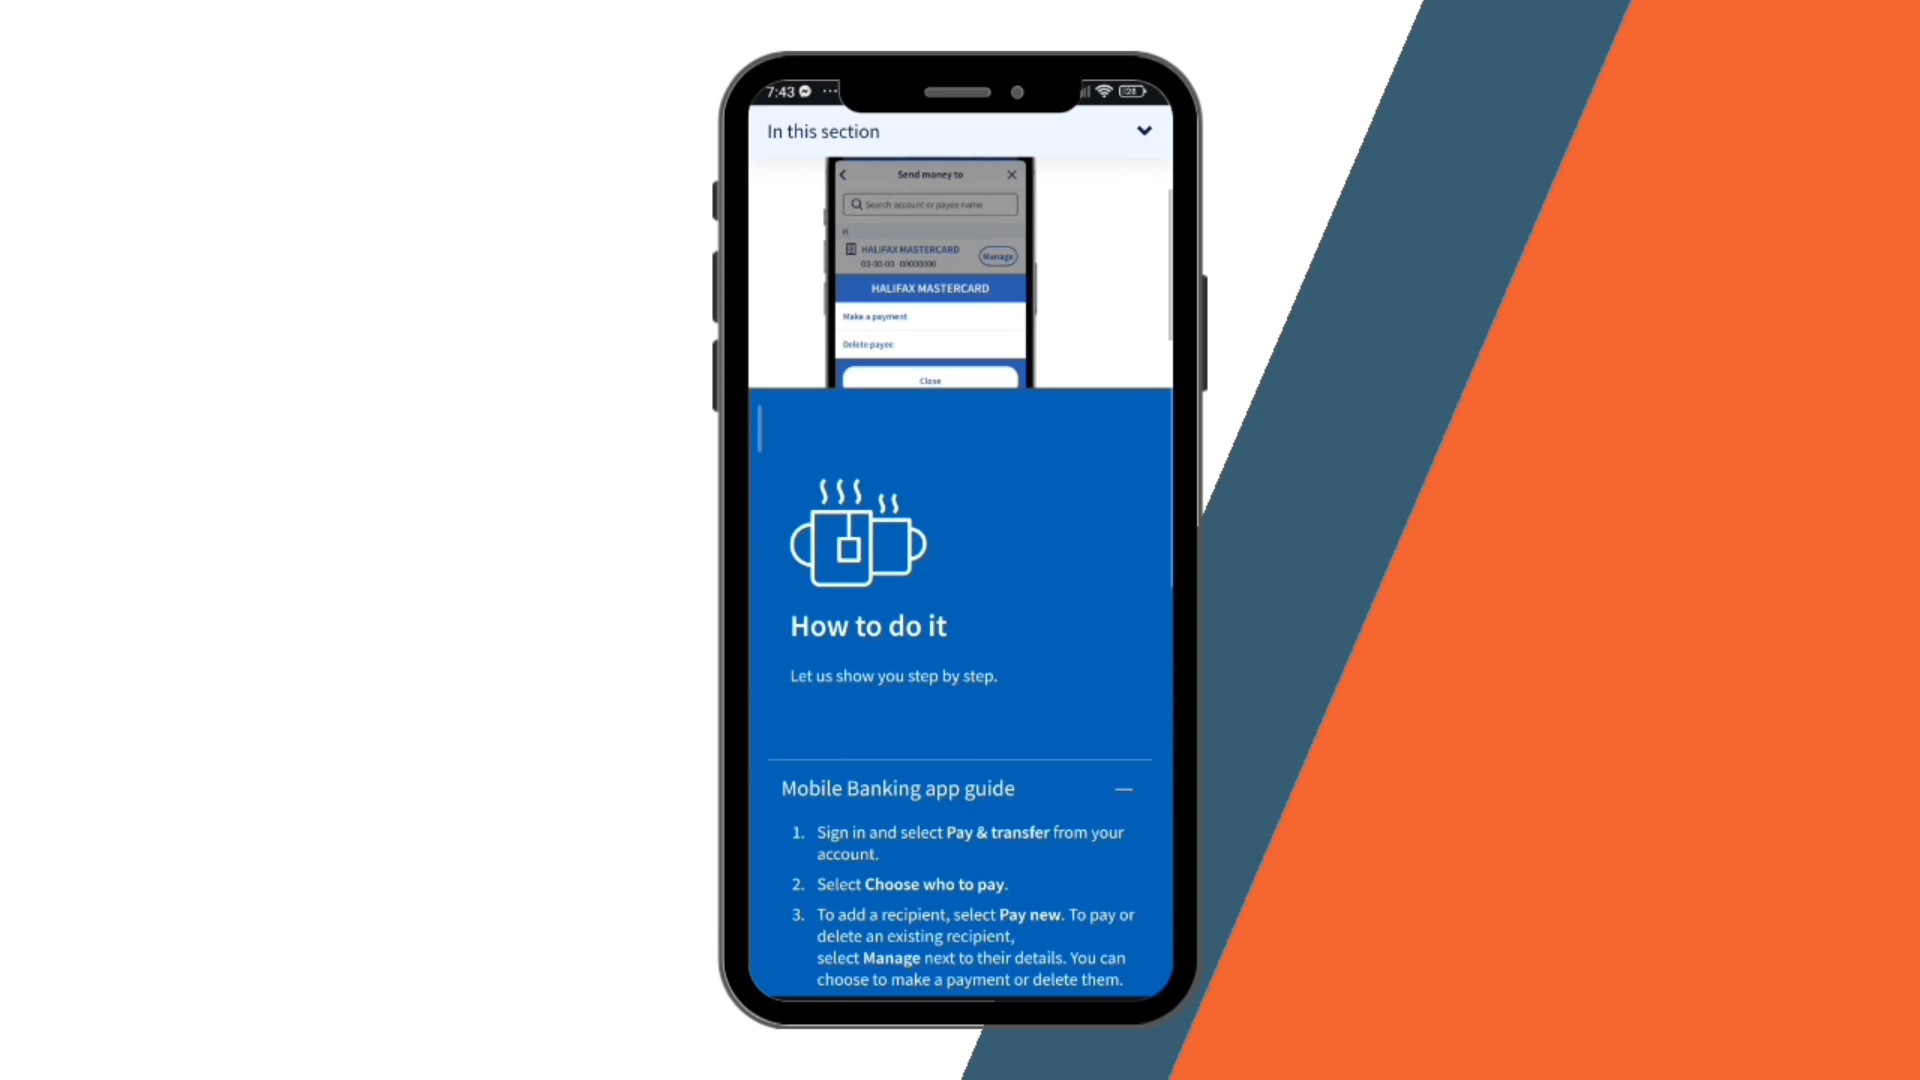 7:43
In this section
Send money to
Search account or payee name
H
HALIFAX MASTERCARD
Manage
00-00-00 00000000
HALIFAX MASTERCARD
Make a payment
Delete payee
Close
How to do it
Let us show you step by step.
Mobile Banking app guide
1. Sign in and select Pay & transfer from your
account.
2. Select Choose who to pay.
3. To add a recipient, select Pay new. To pay or
delete an existing recipient,
select Manage next to their details. You can
choose to make a payment or delete them.